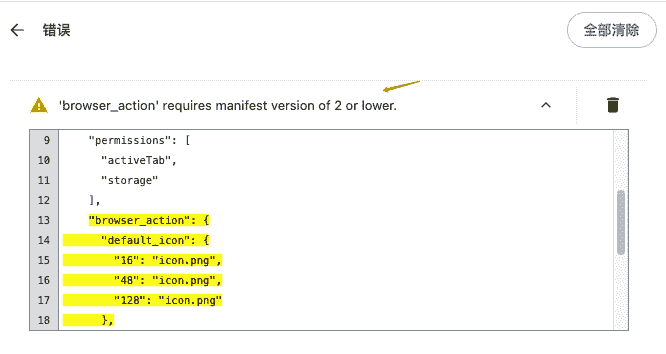 错误
全部清除
'browser_action' requires manifest version of 2 or lower.
9 "permissions": [
10 "activeTab",
11 "storage"
12 ],
13 "browser_action": {
14 "default_icon": {
15 "16": "icon.png",
16 "48": "icon.png",
17 "128": "icon.png"
18 },